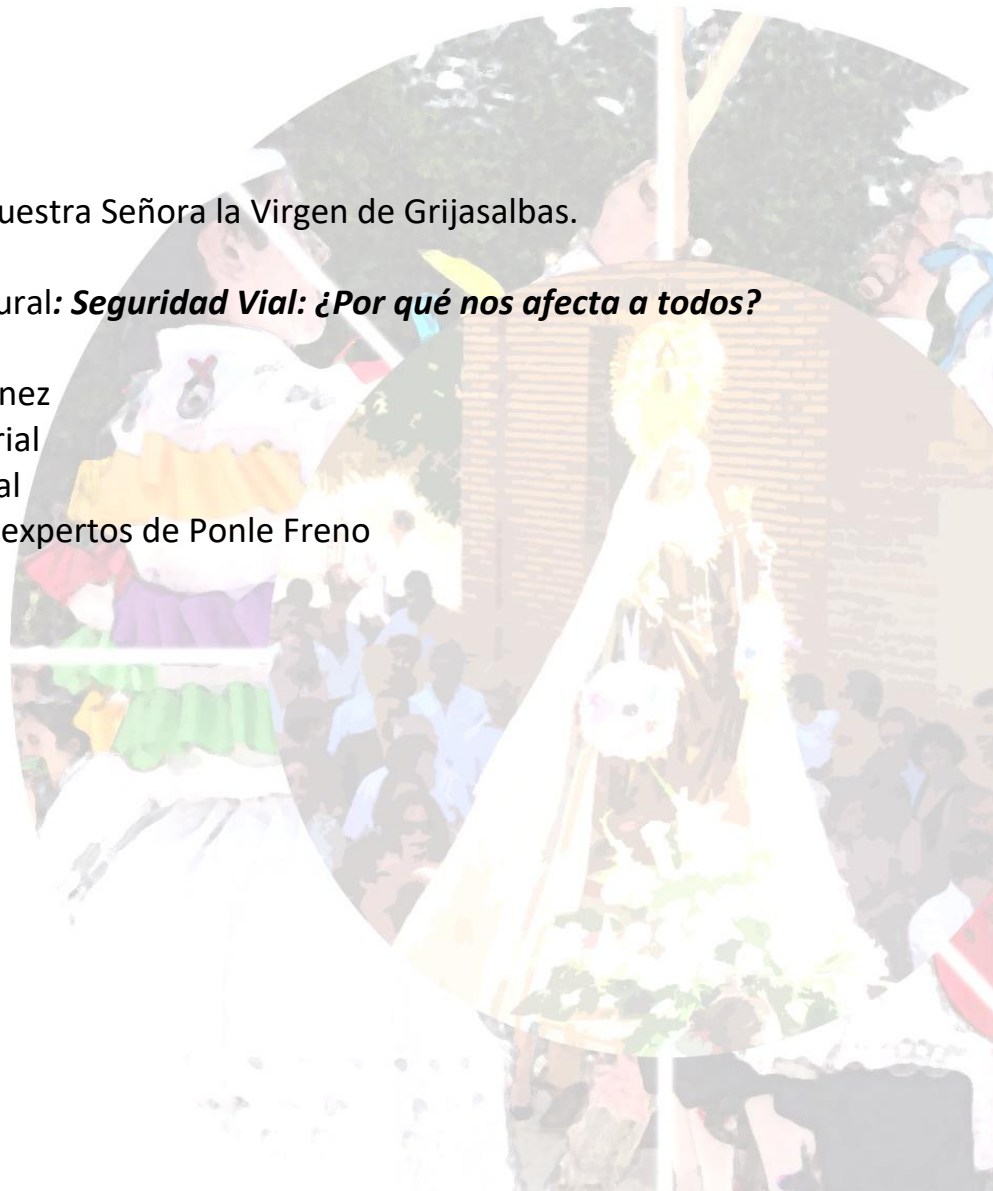 uestra Señora la Virgen de Grijasalbas.
ural: Seguridad Vial: ¿Por qué nos afecta a todos?
nez
rial
al
expertos de Ponle Freno